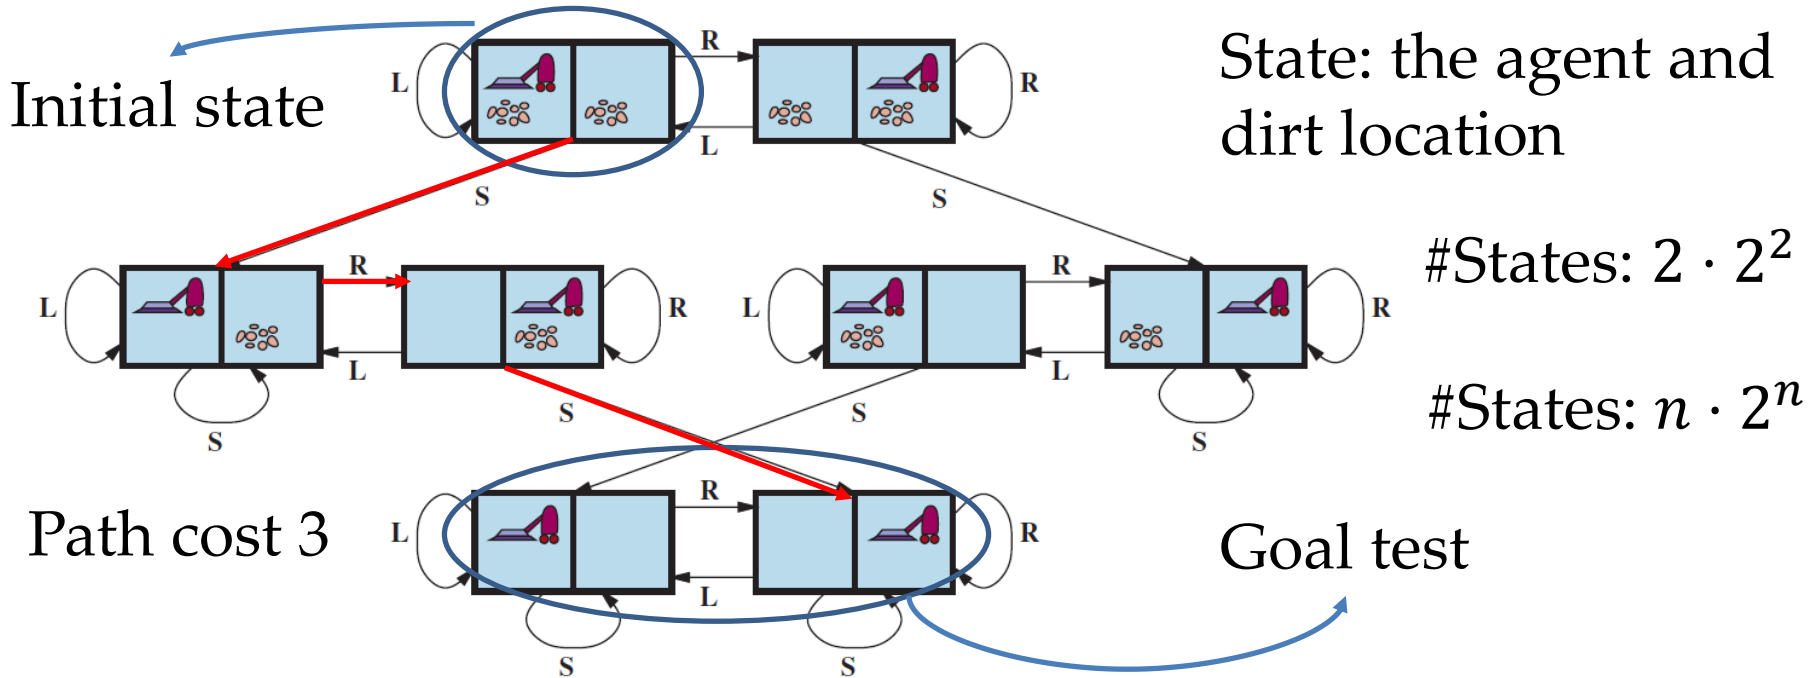 R
L
R
L
Initial state
State: the agent and
dirt location
S
S
R
R
L
R
L
R
L
L
#States: 2 · 2²
S
S
S
S
#States: n · 2ⁿ
R
L
R
L
Path cost 3
Goal test
S
S